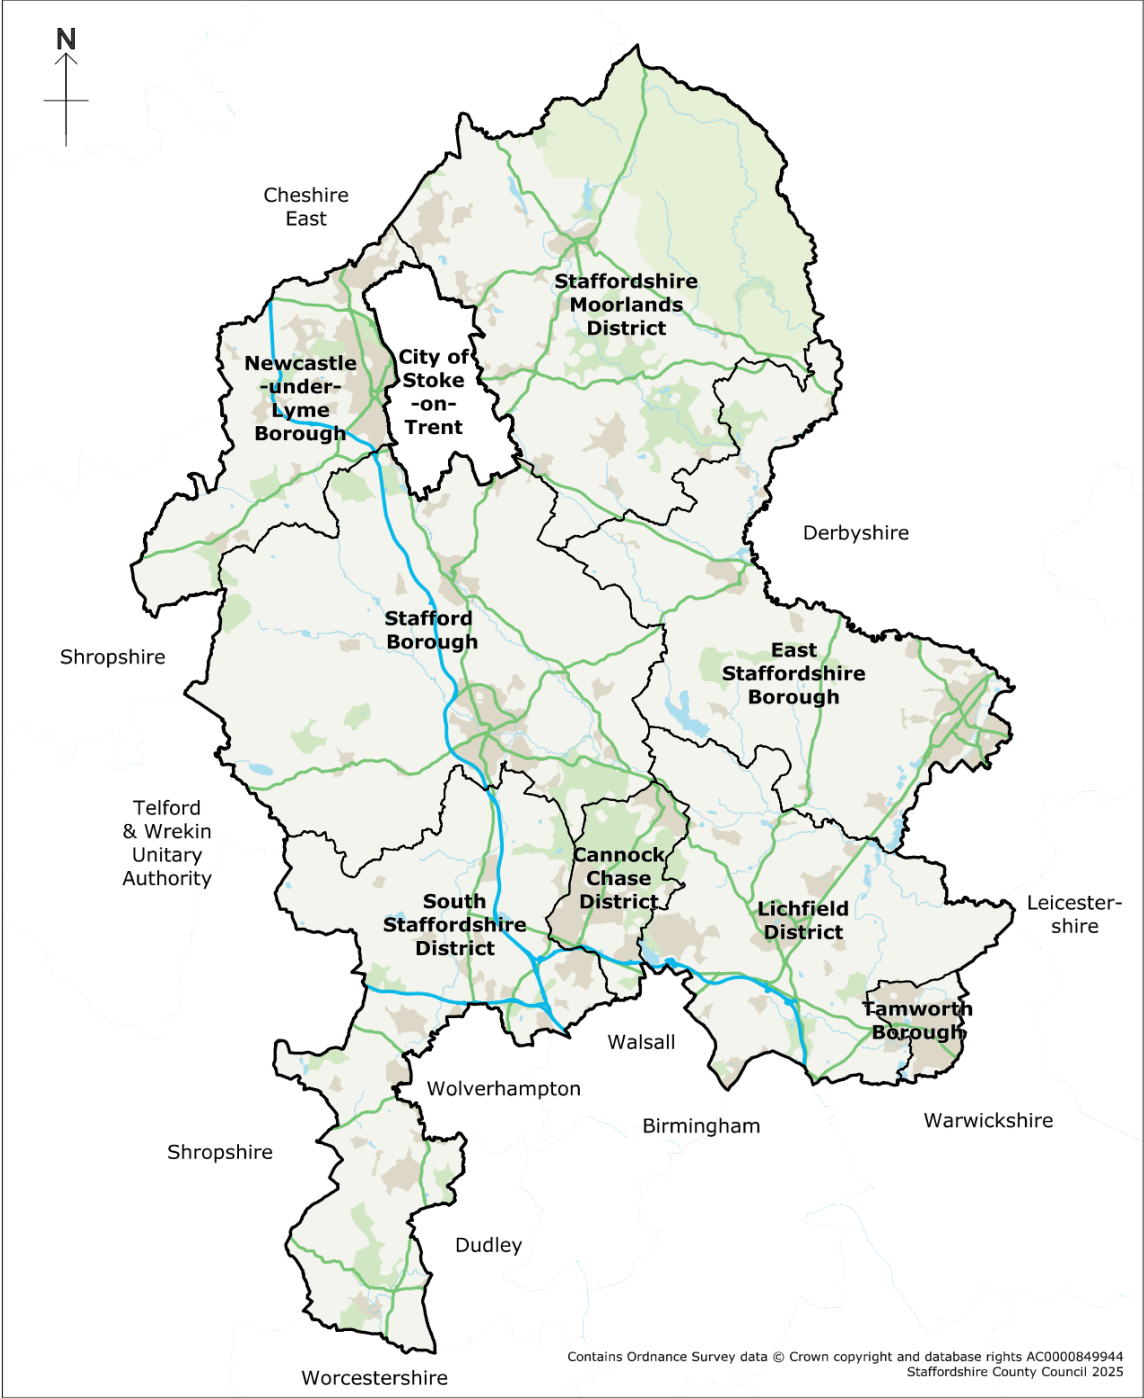 N
Cheshire
East
Staffordshire
Moorlands
District
Newcastle
-under-
Lyme
Borough
City of
Stoke
-on-
Trent
Derbyshire
Stafford
Borough
Shropshire
East
Staffordshire
Borough
Telford
& Wrekin
Unitary
Authority
Cannock
Chase
District
South
Staffordshire
District
Lichfield
District
Leicester-
shire
Tamworth
Borough
Walsall
Wolverhampton
Birmingham
Warwickshire
Shropshire
Dudley
Worcestershire
Contains Ordnance Survey data © Crown copyright and database rights AC0000849944
Staffordshire County Council 2025